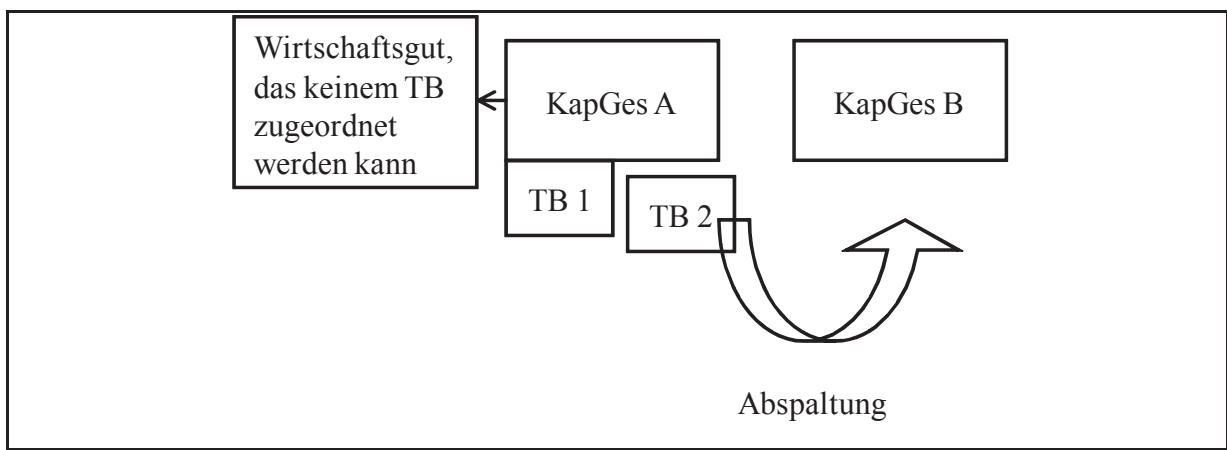 Wirtschaftsgut,
das keinem TB
zugeordnet
werden kann
KapGes A
KapGes B
TB 1
TB 2
Abspaltung